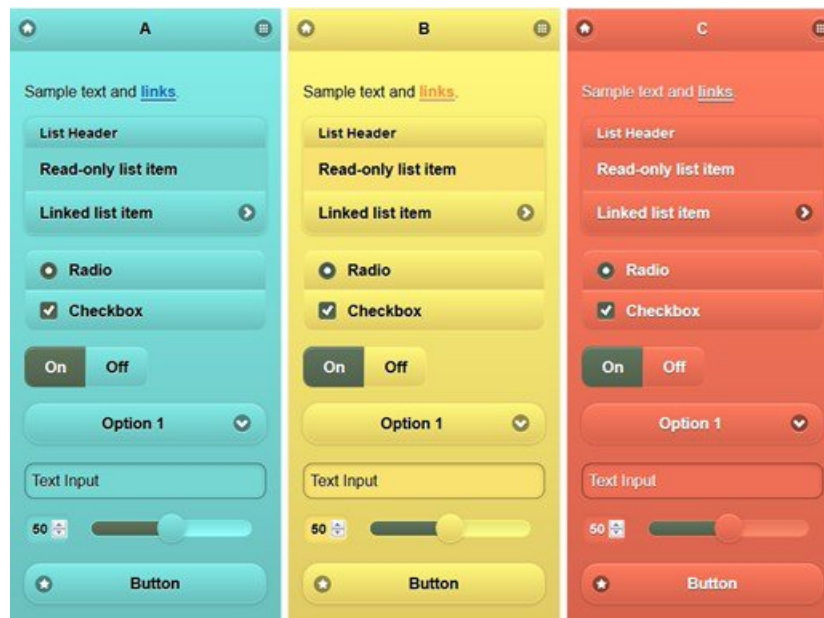 A
Sample text and links.
List Header
Read-only list item
Linked list item
Radio
Checkbox
On Off
Option 1
Text Input
50
Button
B
Sample text and links.
List Header
Read-only list item
Linked list item
Radio
Checkbox
On Off
Option 1
Text Input
50
Button
C
Sample text and links.
List Header
Read-only list item
Linked list item
Radio
Checkbox
On Off
Option 1
Text Input
50
Button